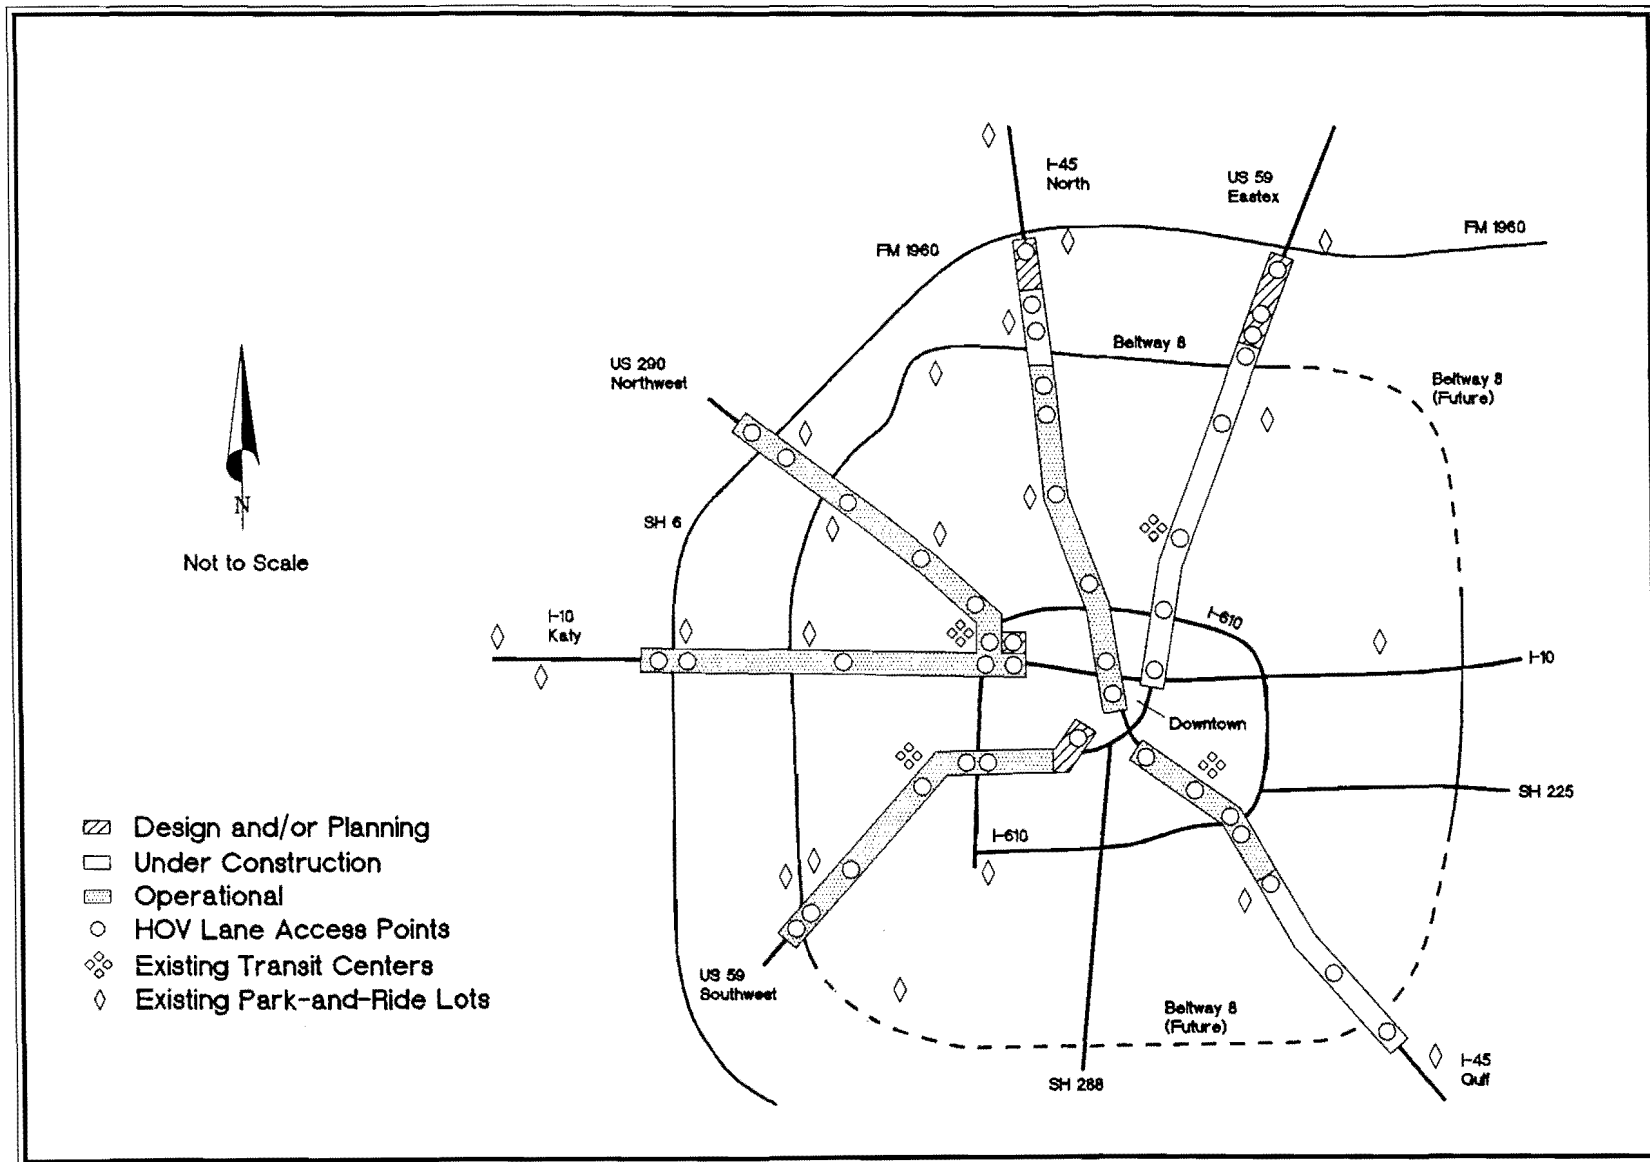 I-45
North
US 59
Eastex
FM 1960
FM 1960
Beltway 8
US 290
Northwest
Beltway 8
(Future)
N
SH 6
Not to Scale
I-10
Katy
I-610
I-10
Downtown
SH 225
I-610
Design and/or Planning
Under Construction
Operational
HOV Lane Access Points
Existing Transit Centers
Existing Park-and-Ride Lots
US 59
Southwest
Beltway 8
(Future)
SH 288
I-45
Gulf